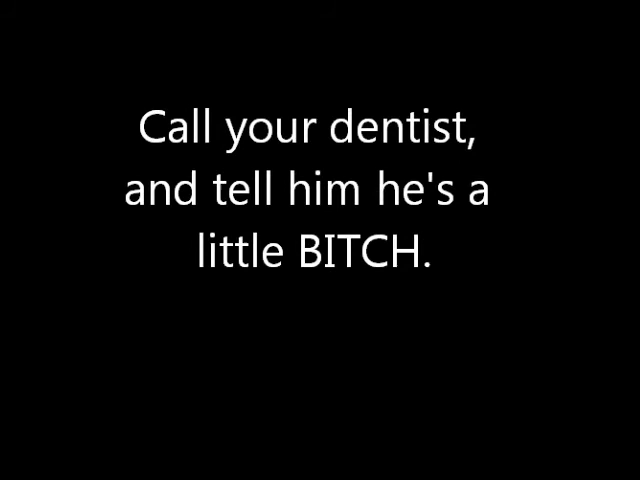 Call your dentist,
and tell him he's a
little BITCH.